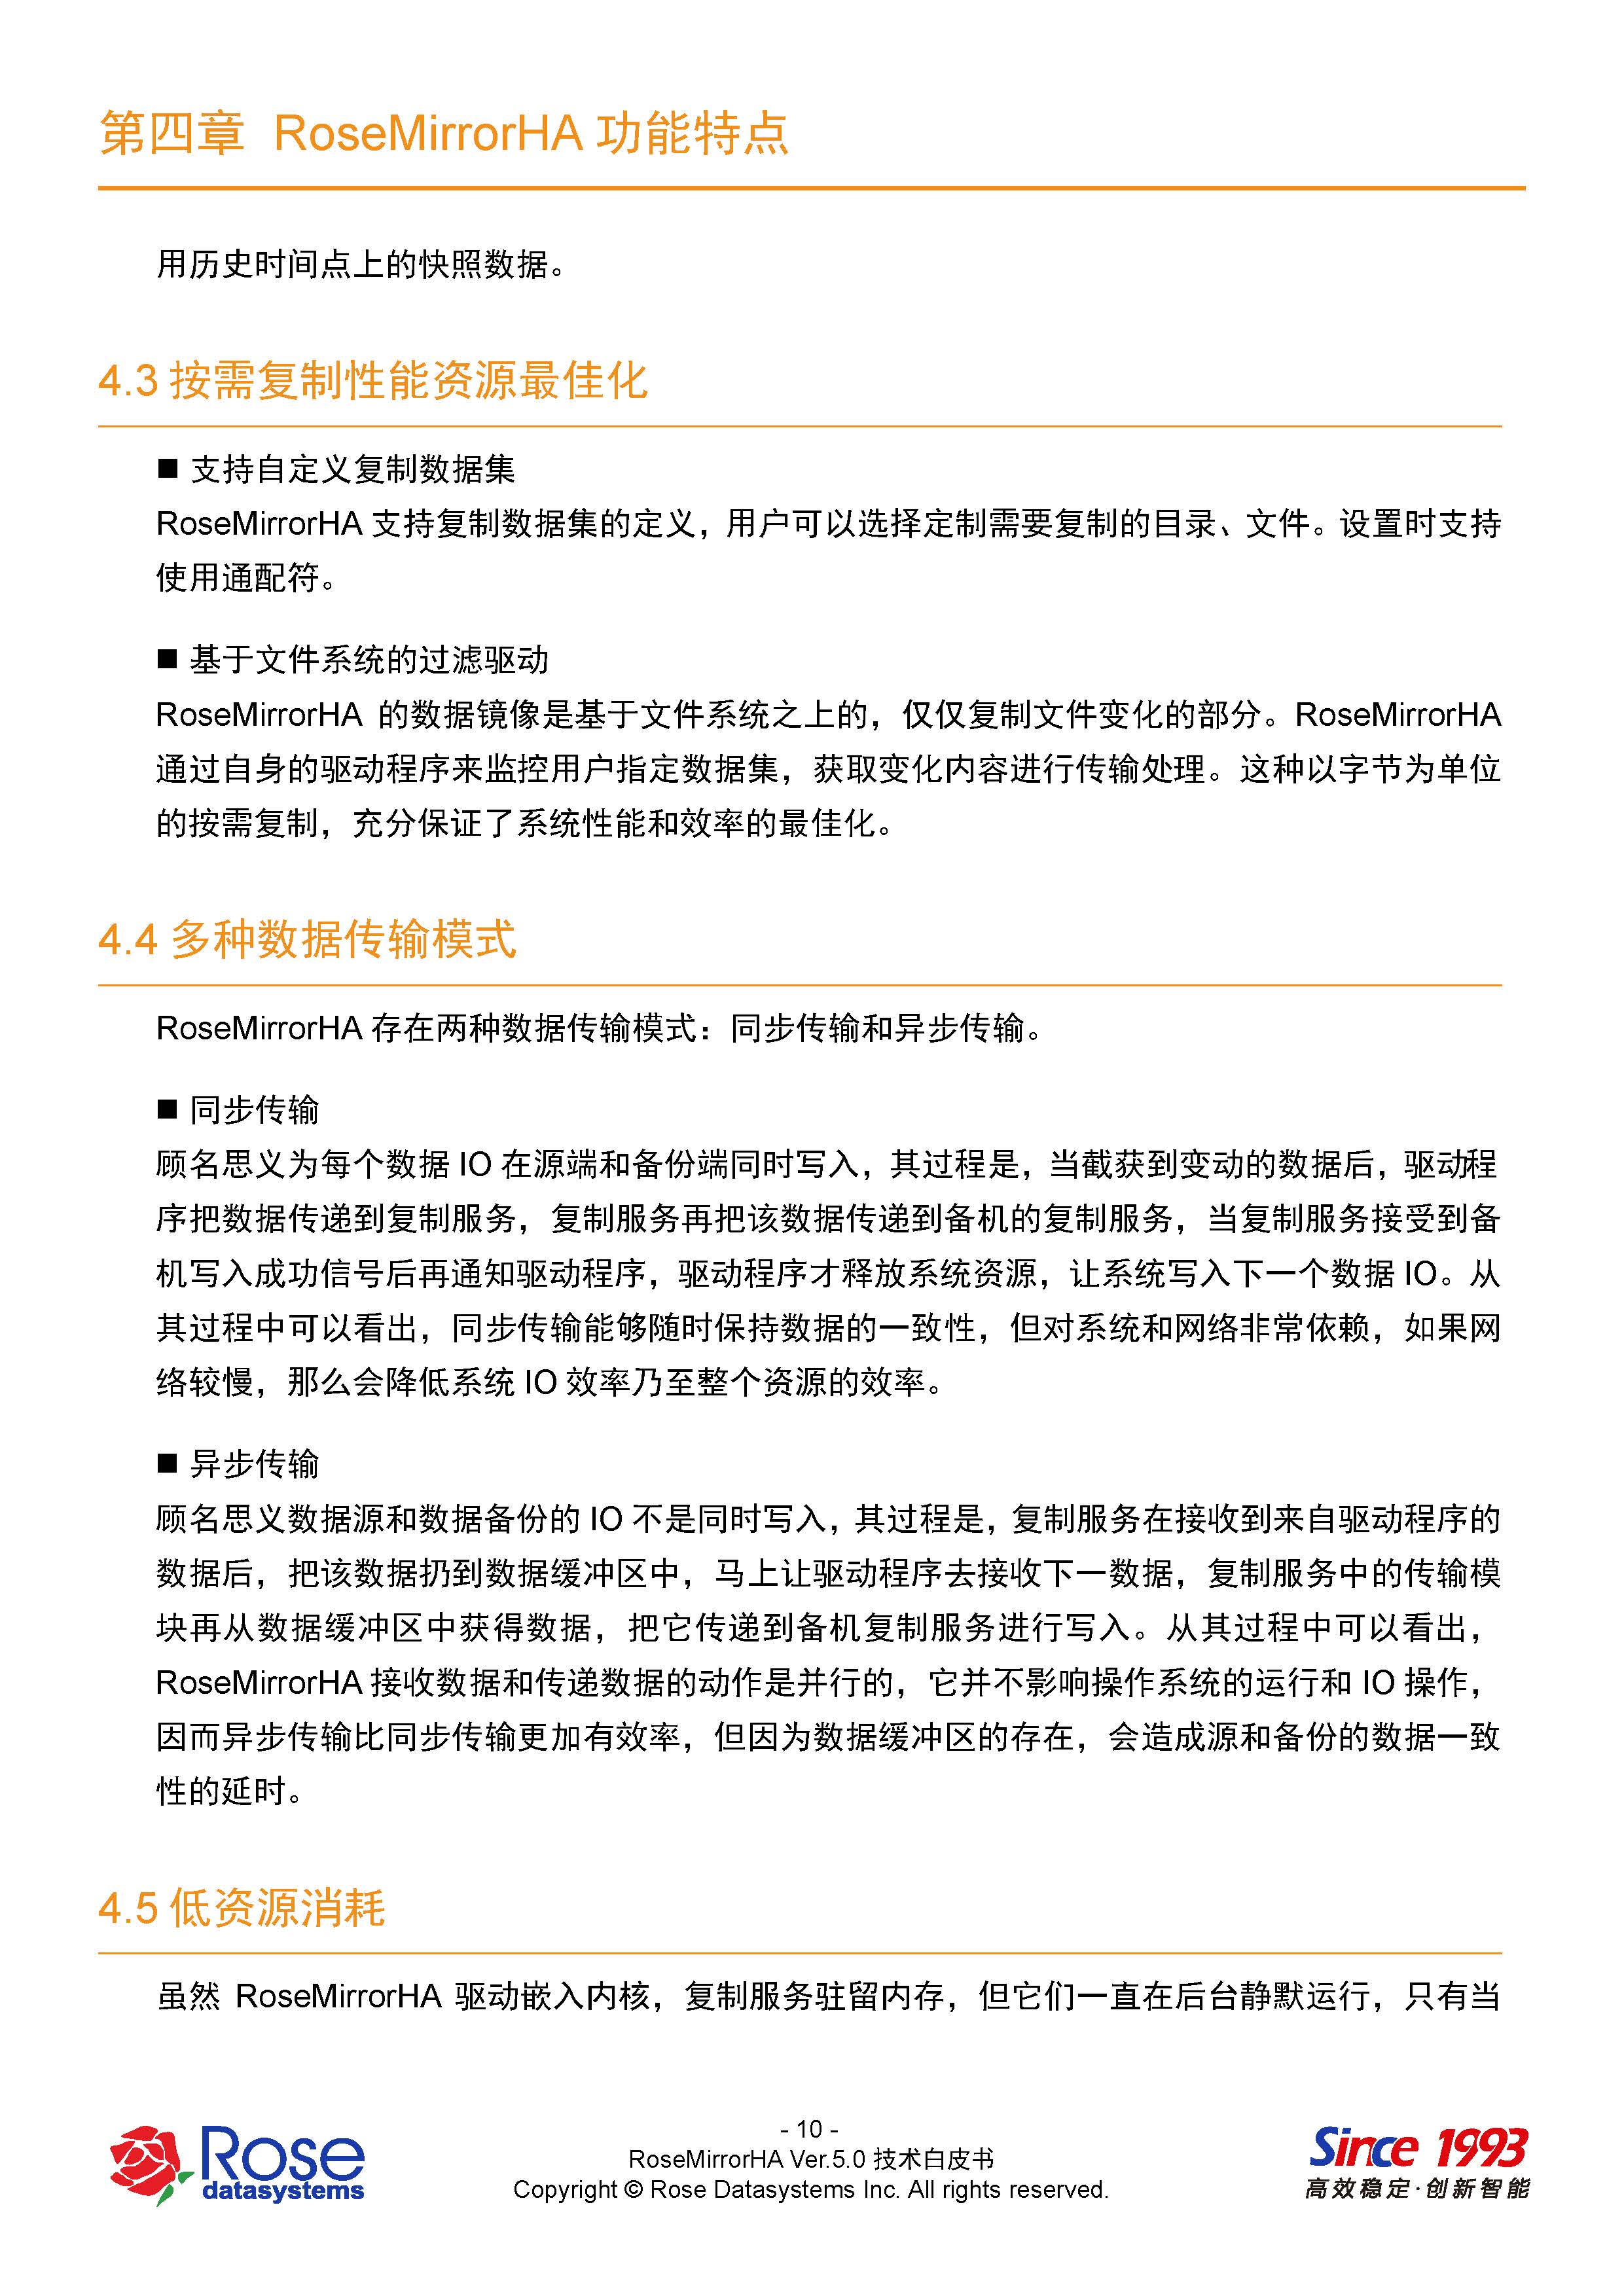 第四章 RoseMirrorHA 功能特点
用历史时间点上的快照数据。
4.3 按需复制性能资源最佳化
■ 支持自定义复制数据集
RoseMirrorHA 支持复制数据集的定义，用户可以选择定制需要复制的目录、文件。设置时支持
使用通配符。
■ 基于文件系统的过滤驱动
RoseMirrorHA 的数据镜像是基于文件系统之上的，仅仅复制文件变化的部分。RoseMirrorHA
通过自身的驱动程序来监控用户指定数据集，获取变化内容进行传输处理。这种以字节为单位
的按需复制，充分保证了系统性能和效率的最佳化。
4.4 多种数据传输模式
RoseMirrorHA 存在两种数据传输模式：同步传输和异步传输。
■ 同步传输
顾名思义为每个数据 IO 在源端和备份端同时写入，其过程是，当截获到变动的数据后，驱动程
序把数据传递到复制服务，复制服务再把该数据传递到备机的复制服务，当复制服务接受到备
机写入成功信号后再通知驱动程序，驱动程序才释放系统资源，让系统写入下一个数据 IO。从
其过程中可以看出，同步传输能够随时保持数据的一致性，但对系统和网络非常依赖，如果网
络较慢，那么会降低系统 IO 效率乃至整个资源的效率。
■ 异步传输
顾名思义数据源和数据备份的 IO 不是同时写入，其过程是，复制服务在接收到来自驱动程序的
数据后，把该数据扔到数据缓冲区中，马上让驱动程序去接收下一数据，复制服务中的传输模
块再从数据缓冲区中获得数据，把它传递到备机复制服务进行写入。从其过程中可以看出，
RoseMirrorHA 接收数据和传递数据的动作是并行的，它并不影响操作系统的运行和 IO 操作，
因而异步传输比同步传输更加有效率，但因为数据缓冲区的存在，会造成源和备份的数据一致
性的延时。
4.5 低资源消耗
虽然 RoseMirrorHA 驱动嵌入内核，复制服务驻留内存，但它们一直在后台静默运行，只有当
Rose
datasystems
- 10 -
RoseMirrorHA Ver.5.0 技术白皮书
Copyright © Rose Datasystems Inc. All rights reserved.
Since 1993
高效稳定·创新智能